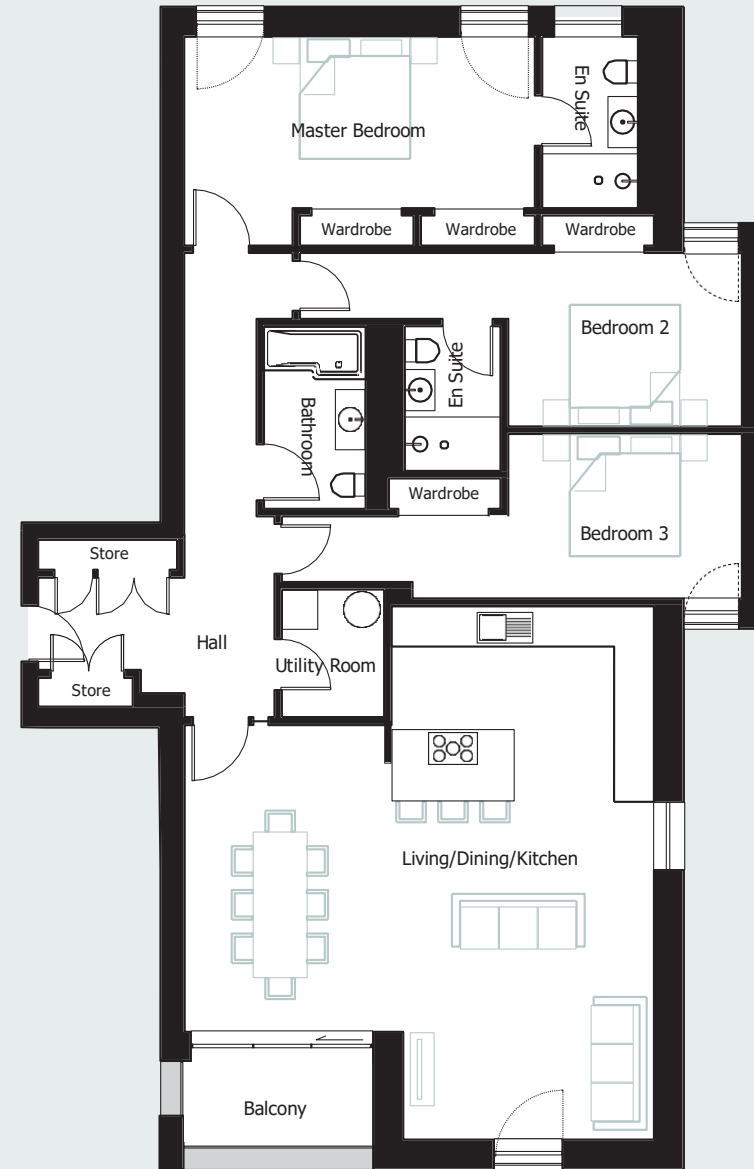 Master Bedroom
En Suite
Wardrobe
Wardrobe
Wardrobe
Bedroom 2
En Suite
Bathroom
Wardrobe
Bedroom 3
Store
Hall
Utility Room
Store
Living/Dining/Kitchen
Balcony